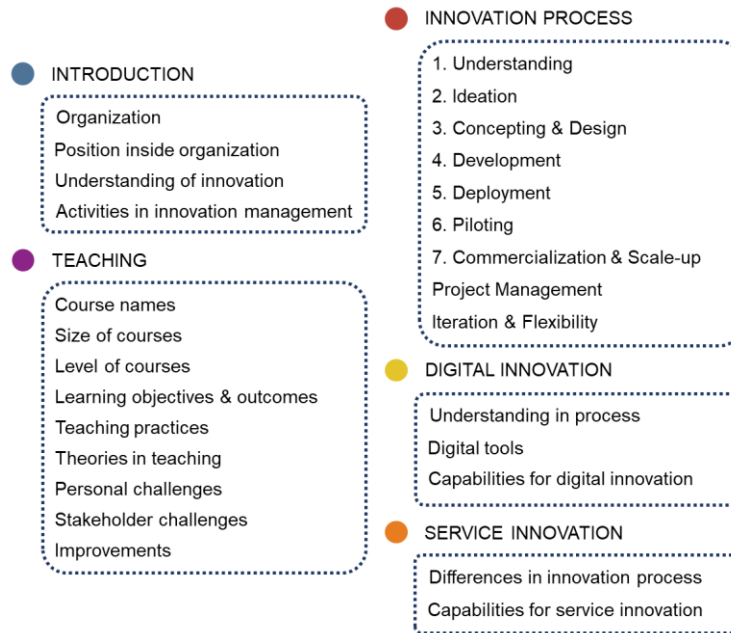 INTRODUCTION
Organization
Position inside organization
Understanding of innovation
Activities in innovation management
TEACHING
Course names
Size of courses
Level of courses
Learning objectives & outcomes
Teaching practices
Theories in teaching
Personal challenges
Stakeholder challenges
Improvements
INNOVATION PROCESS
1. Understanding
2. Ideation
3. Concepting & Design
4. Development
5. Deployment
6. Piloting
7. Commercialization & Scale-up
Project Management
Iteration & Flexibility
DIGITAL INNOVATION
Understanding in process
Digital tools
Capabilities for digital innovation
SERVICE INNOVATION
Differences in innovation process
Capabilities for service innovation